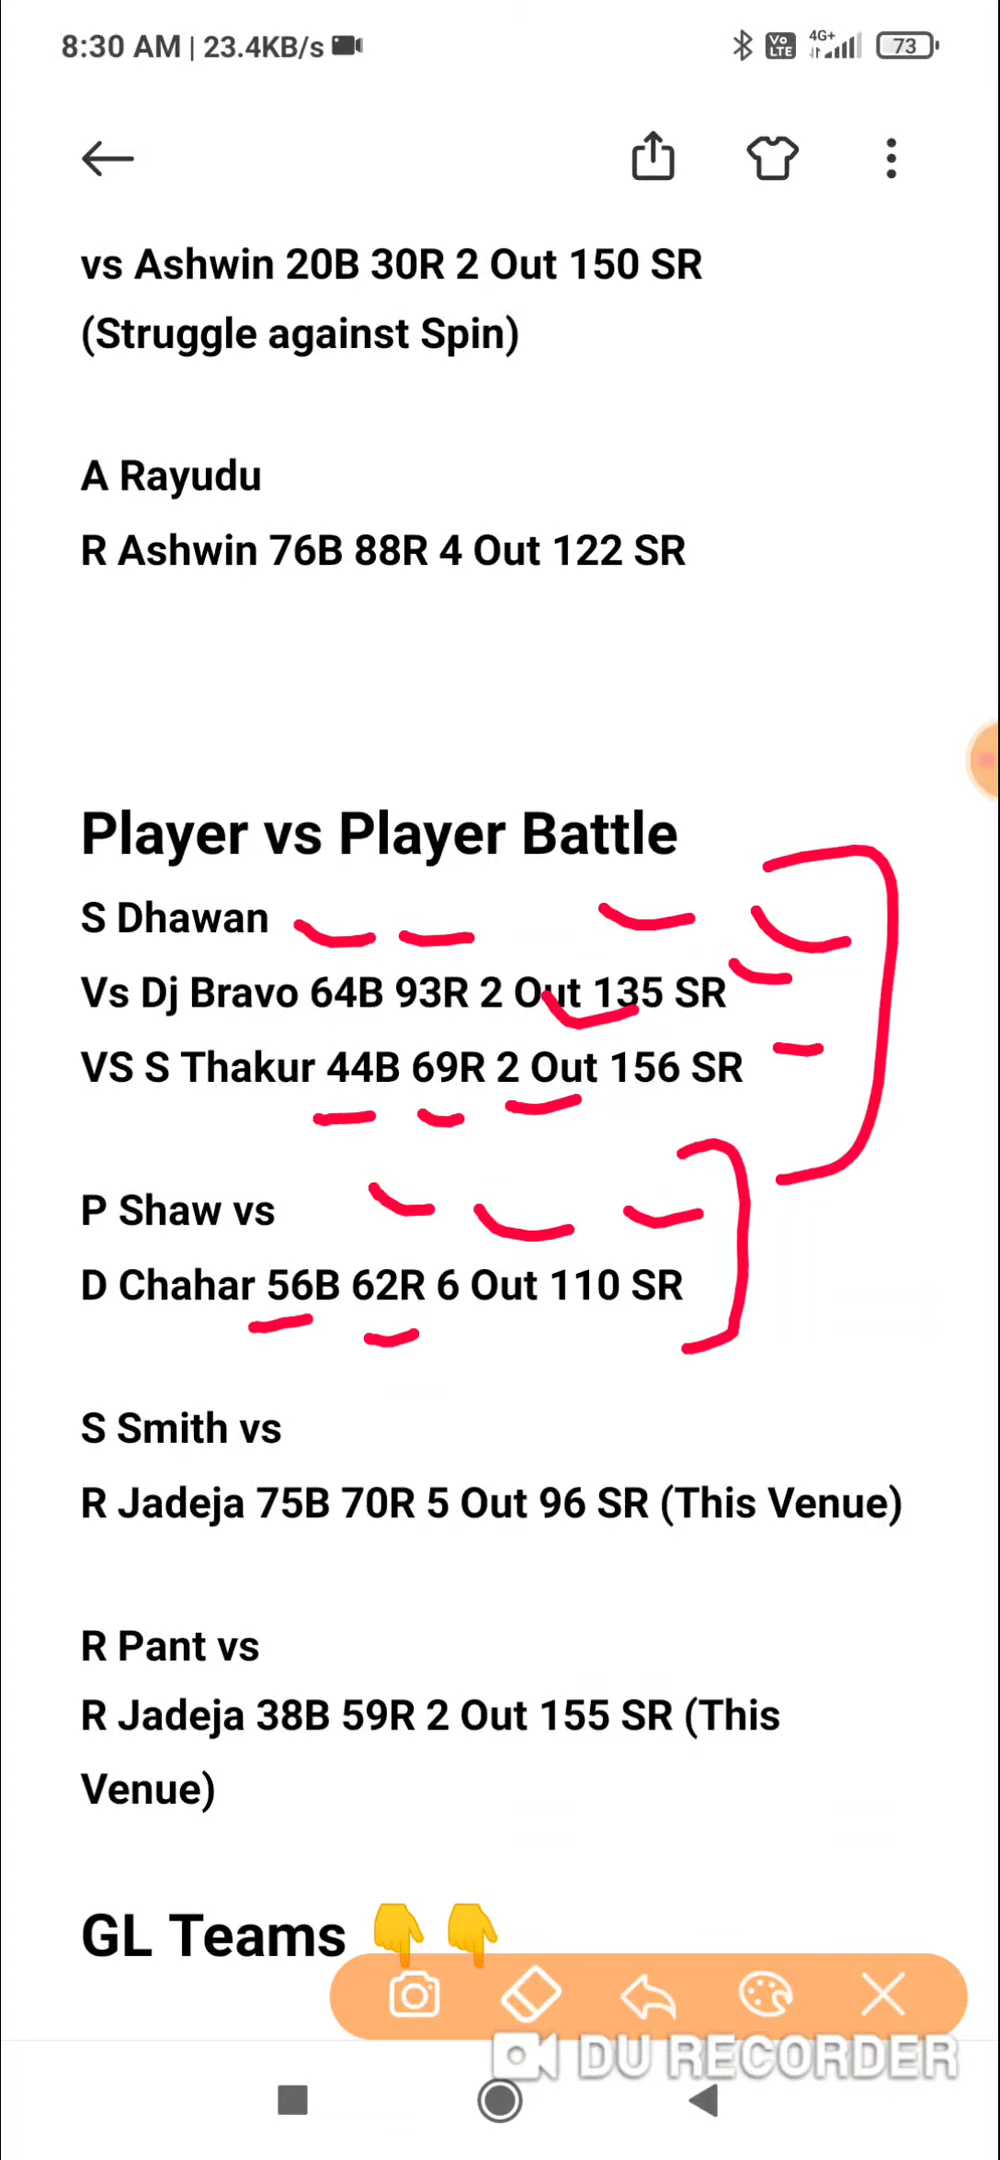 8:30 AM | 23.4KB/s
Vo LTE 4G+ 73
vs Ashwin 20B 30R 2 Out 150 SR
(Struggle against Spin)
A Rayudu
R Ashwin 76B 88R 4 Out 122 SR
Player vs Player Battle
S Dhawan
Vs Dj Bravo 64B 93R 2 Out 135 SR
VS S Thakur 44B 69R 2 Out 156 SR
P Shaw vs
D Chahar 56B 62R 6 Out 110 SR
S Smith vs
R Jadeja 75B 70R 5 Out 96 SR (This Venue)
R Pant vs
R Jadeja 38B 59R 2 Out 155 SR (This
Venue)
GL Teams
DU RECORDER